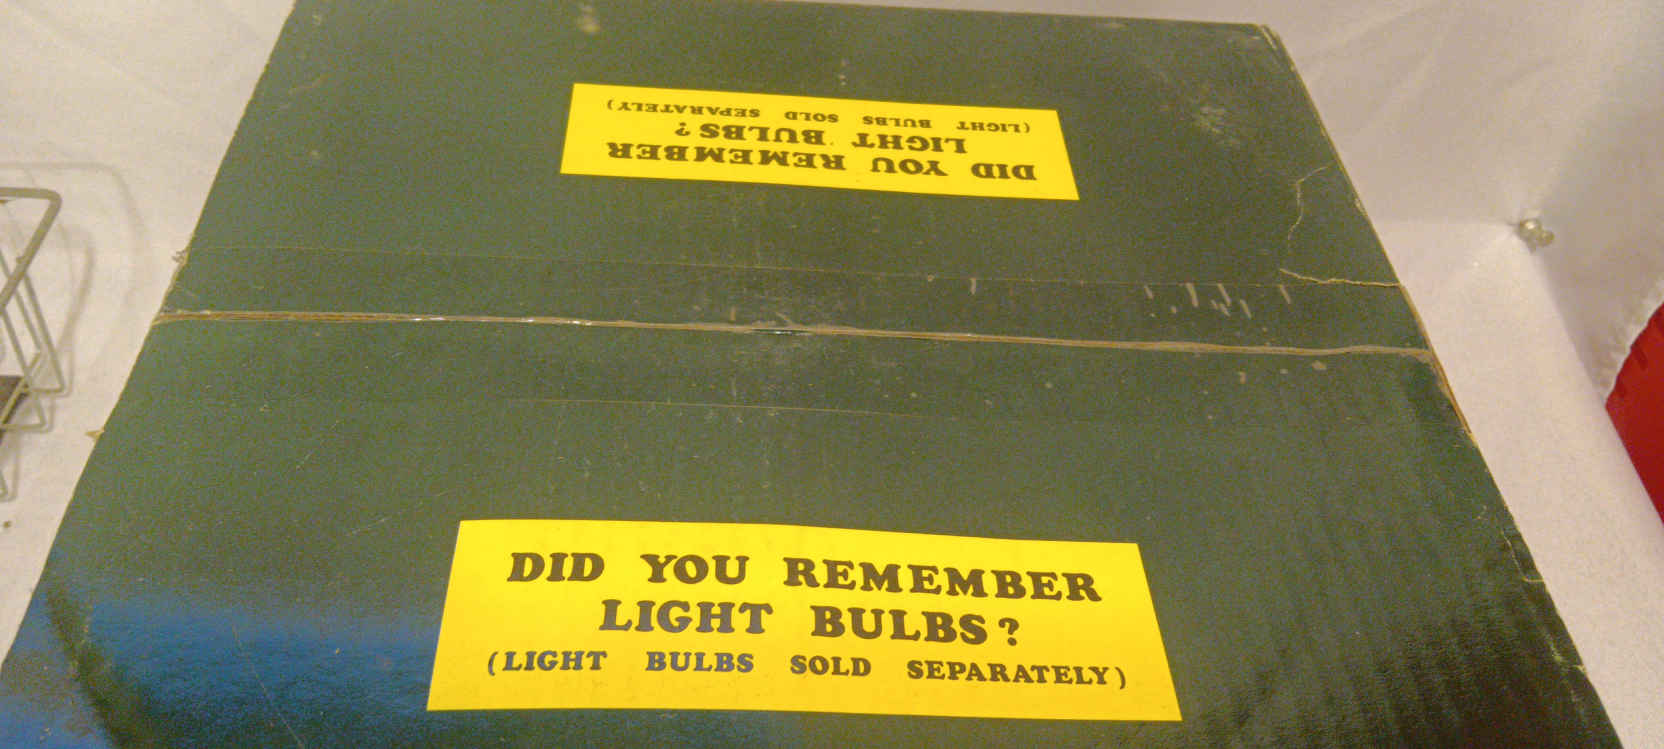 DID YOU REMEMBER
LIGHT BULBS?
(LIGHT BULBS SOLD SEPARATELY)
DID YOU REMEMBER
LIGHT BULBS?
(LIGHT BULBS SOLD SEPARATELY)